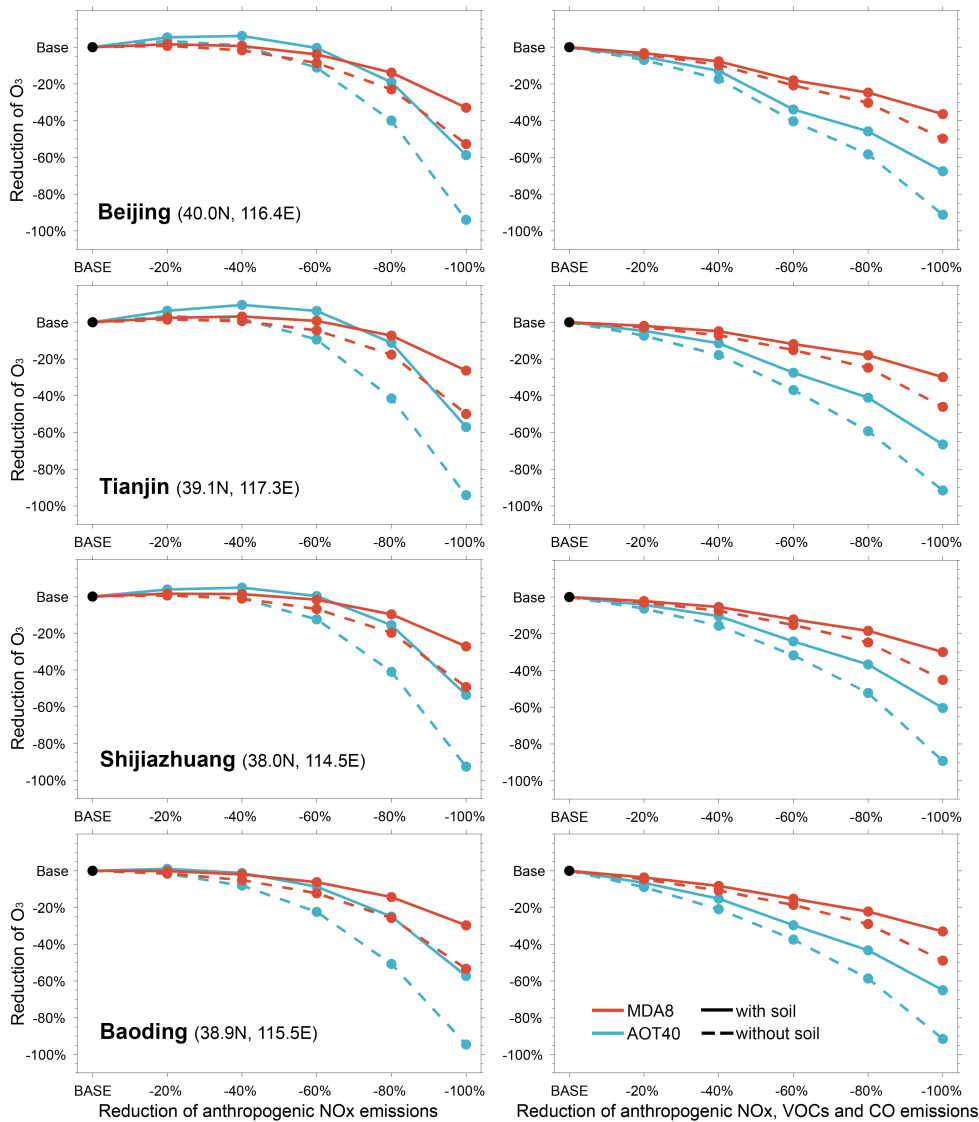 Base
-20%
-40%
-60%
-80%
-100%
Reduction of O₃
Beijing (40.0N, 116.4E)
BASE -20% -40% -60% -80% -100%
Base
-20%
-40%
-60%
-80%
-100%
BASE -20% -40% -60% -80% -100%
Base
-20%
-40%
-60%
-80%
-100%
Reduction of O₃
Tianjin (39.1N, 117.3E)
BASE -20% -40% -60% -80% -100%
Base
-20%
-40%
-60%
-80%
-100%
BASE -20% -40% -60% -80% -100%
Base
-20%
-40%
-60%
-80%
-100%
Reduction of O₃
Shijiazhuang (38.0N, 114.5E)
BASE -20% -40% -60% -80% -100%
Base
-20%
-40%
-60%
-80%
-100%
BASE -20% -40% -60% -80% -100%
Base
-20%
-40%
-60%
-80%
-100%
Reduction of O₃
Baoding (38.9N, 115.5E)
BASE -20% -40% -60% -80% -100%
Reduction of anthropogenic NOx emissions
Base
-20%
-40%
-60%
-80%
-100%
MDA8 with soil
AOT40 without soil
BASE -20% -40% -60% -80% -100%
Reduction of anthropogenic NOx, VOCs and CO emissions